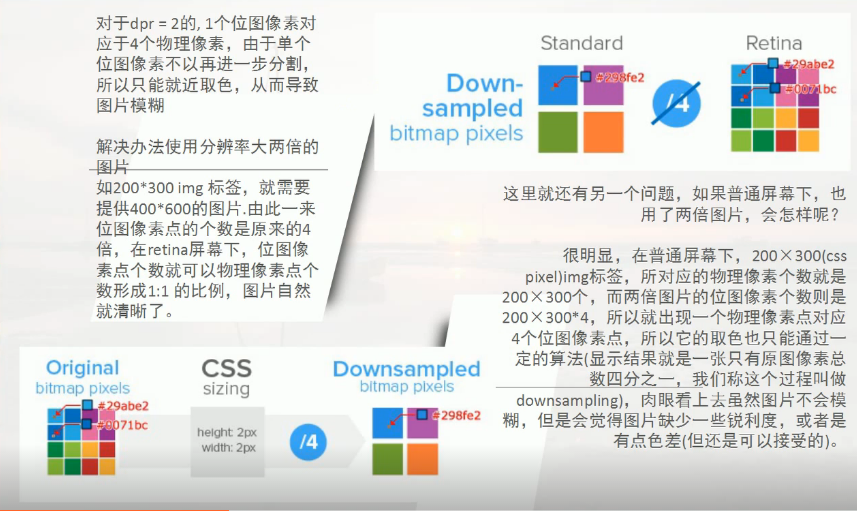 对于dpr = 2的, 1个位图像素对
应于4个物理像素，由于单个
位图像素不以再进一步分割，
所以只能就近取色，从而导致
图片模糊
解决办法使用分辨率大两倍的
图片
如200*300 img 标签，就需要
提供400*600的图片.由此一来
位图像素点的个数是原来的4
倍，在retina屏幕下，位图像
素点个数就可以物理像素点个
数形成1:1 的比例，图片自然
就清晰了。
Standard
Retina
Down-
sampled
bitmap pixels
#298fe2
/4
#29abe2
#0071bc
这里就还有另一个问题，如果普通屏幕下，也
用了两倍图片，会怎样呢？
很明显，在普通屏幕下，200×300(css
pixel)img标签，所对应的物理像素个数就是
200×300个，而两倍图片的位图像素个数则是
200×300*4，所以就出现一个物理像素点对应
4个位图像素点，所以它的取色也只能通过一
定的算法(显示结果就是一张只有原图像素总
数四分之一，我们称这个过程叫做
downsampling)，肉眼看上去虽然图片不会模
糊，但是会觉得图片缺少一些锐利度，或者是
有点色差(但还是可以接受的)。
Original
bitmap pixels
#29abe2
#0071bc
CSS
sizing
height: 2px
width: 2px
/4
Downsampled
bitmap pixels
#298fe2